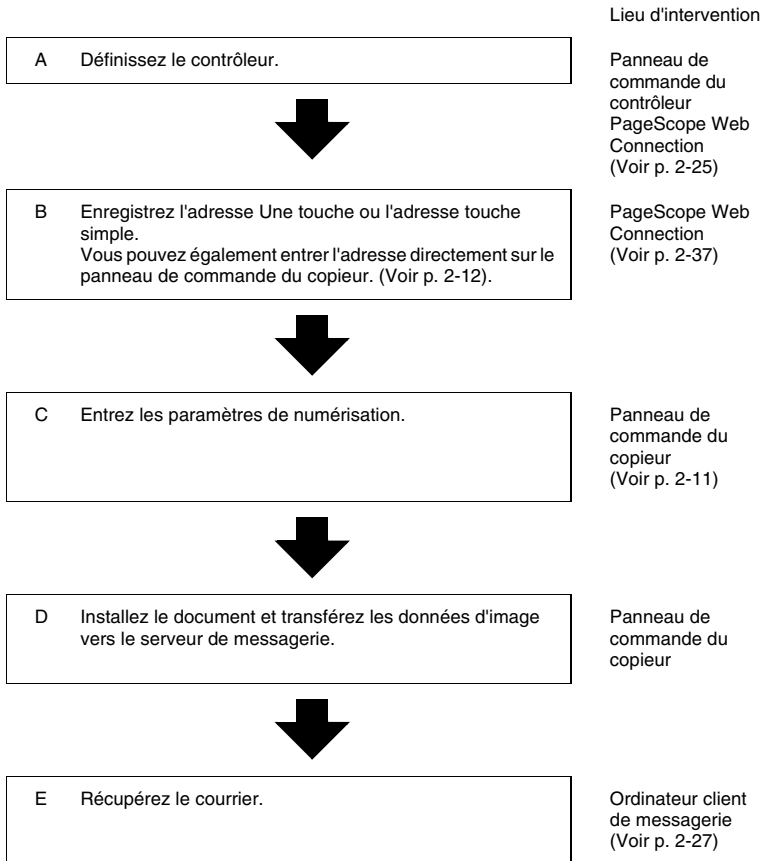 Lieu d'intervention
A Définissez le contrôleur.
Panneau de
commande du
contrôleur
PageScope Web
Connection
(Voir p. 2-25)
B Enregistrez l'adresse Une touche ou l'adresse touche
simple.
Vous pouvez également entrer l'adresse directement sur le
panneau de commande du copieur. (Voir p. 2-12).
PageScope Web
Connection
(Voir p. 2-37)
C Entrez les paramètres de numérisation.
Panneau de
commande du
copieur
(Voir p. 2-11)
D Installez le document et transférez les données d'image
vers le serveur de messagerie.
Panneau de
commande du
copieur
E Récupérez le courrier.
Ordinateur client
de messagerie
(Voir p. 2-27)